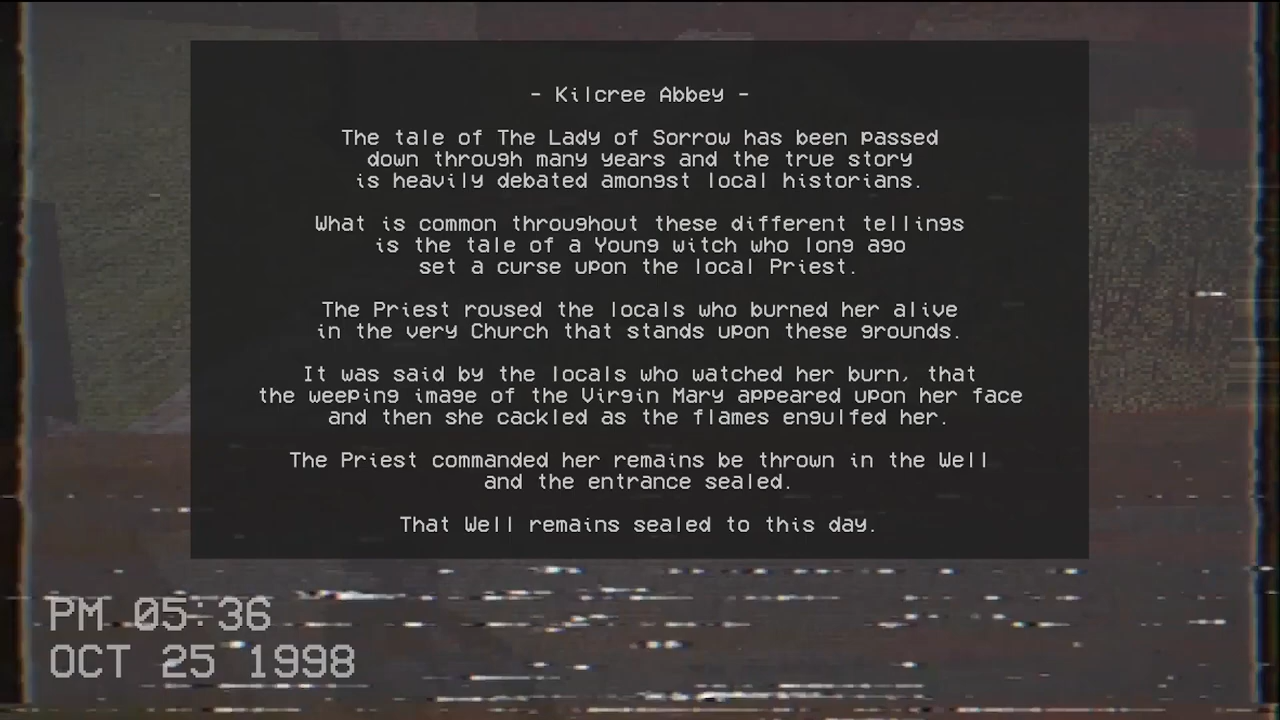 - Kilcree Abbey -
The tale of The Lady of Sorrow has been passed
down through many years and the true story
is heavily debated amongst local historians.
What is common throughout these different tellings
is the tale of a Young witch who long ago
set a curse upon the local Priest.
The Priest roused the locals who burned her alive
in the very Church that stands upon these grounds.
It was said by the locals who watched her burn, that
the weeping image of the Virgin Mary appeared upon her face
and then she cackled as the flames engulfed her.
The Priest commanded her remains be thrown in the Well
and the entrance sealed.
That Well remains sealed to this day.
PM 05:36
OCT 25 1998